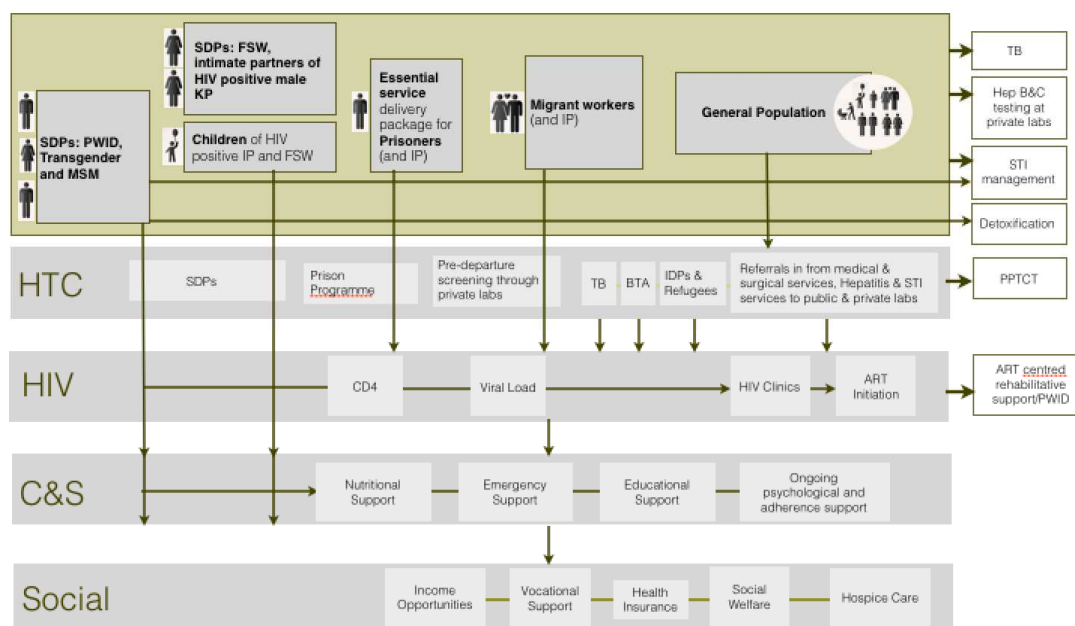 SDPs: FSW,
intimate partners of
HIV positive male
KP
SDPs: PWID,
Transgender
and MSM
Children of HIV
positive IP and FSW
Essential
service
delivery
package for
Prisoners
(and IP)
Migrant workers
(and IP)
General Population
TB
Hep B&C
testing at
private labs
STI
management
Detoxification
HTC
SDPs
Prison
Programme
Pre-departure
screening through
private labs
TB
BTA
IDPs &
Refugees
Referrals in from medical &
surgical services, Hepatitis & STI
services to public & private labs
PPTCT
HIV
CD4
Viral Load
HIV Clinics
ART
Initiation
ART centred
rehabilitative
support/PWID
C&S
Nutritional
Support
Emergency
Support
Educational
Support
Ongoing
psychological and
adherence support
Social
Income
Opportunities
Vocational
Support
Health
Insurance
Social
Welfare
Hospice Care